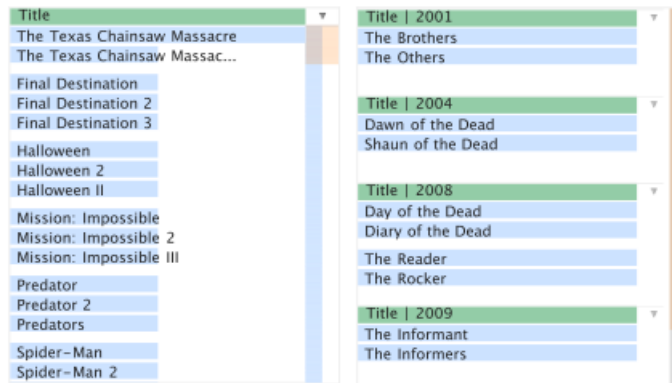 Title
The Texas Chainsaw Massacre
The Texas Chainsaw Massac...
Final Destination
Final Destination 2
Final Destination 3
Halloween
Halloween 2
Halloween II
Mission: Impossible
Mission: Impossible 2
Mission: Impossible III
Predator
Predator 2
Predators
Spider-Man
Spider-Man 2
Title | 2001
The Brothers
The Others
Title | 2004
Dawn of the Dead
Shaun of the Dead
Title | 2008
Day of the Dead
Diary of the Dead
The Reader
The Rocker
Title | 2009
The Informant
The Informers